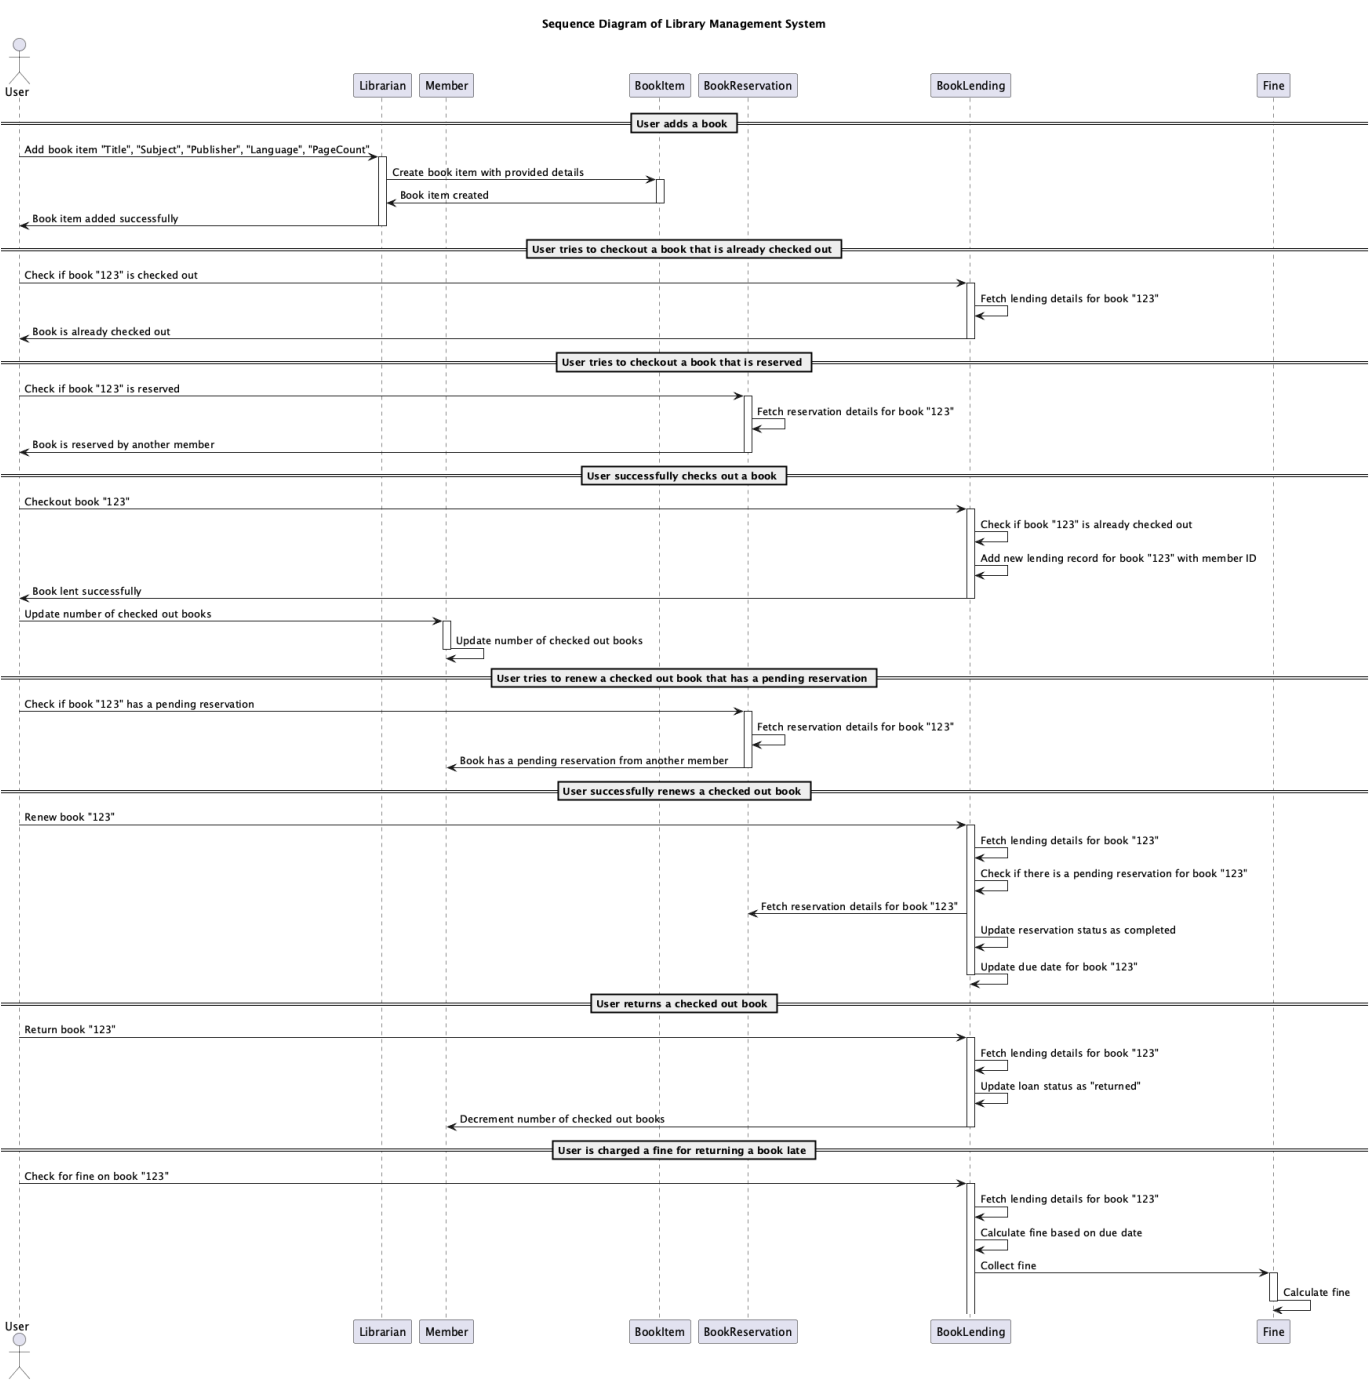 Sequence Diagram of Library Management System
User
Librarian
Member
BookItem
BookReservation
BookLending
Fine
User adds a book
Add book item "Title", "Subject", "Publisher", "Language", "PageCount"
Create book item with provided details
Book item created
Book item added successfully
User tries to checkout a book that is already checked out
Check if book "123" is checked out
Fetch lending details for book "123"
Book is already checked out
User tries to checkout a book that is reserved
Check if book "123" is reserved
Fetch reservation details for book "123"
Book is reserved by another member
User successfully checks out a book
Checkout book "123"
Check if book "123" is already checked out
Add new lending record for book "123" with member ID
Book lent successfully
Update number of checked out books
Update number of checked out books
User tries to renew a checked out book that has a pending reservation
Check if book "123" has a pending reservation
Fetch reservation details for book "123"
Book has a pending reservation from another member
User successfully renews a checked out book
Renew book "123"
Fetch lending details for book "123"
Check if there is a pending reservation for book "123"
Fetch reservation details for book "123"
Update reservation status as completed
Update due date for book "123"
User returns a checked out book
Return book "123"
Fetch lending details for book "123"
Update loan status as "returned"
Decrement number of checked out books
User is charged a fine for returning a book late
Check for fine on book "123"
Fetch lending details for book "123"
Calculate fine based on due date
Collect fine
Calculate fine
User
Librarian
Member
BookItem
BookReservation
BookLending
Fine